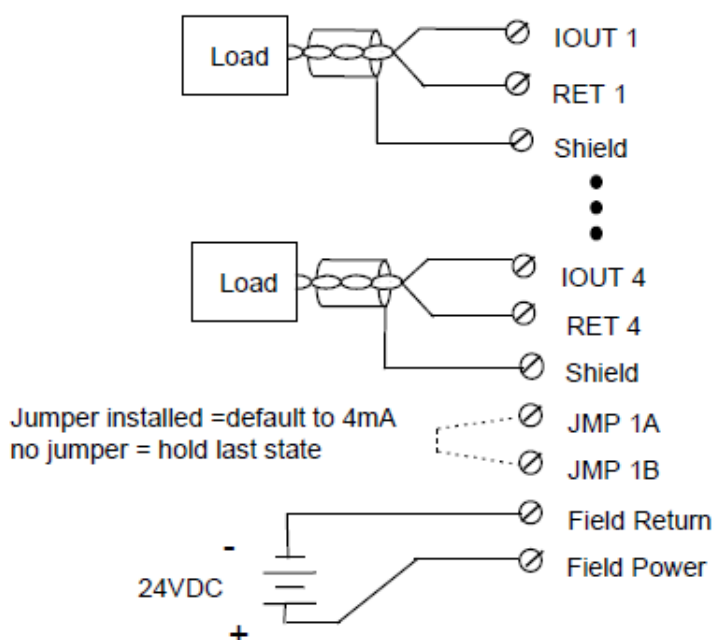 Load
IOUT 1
RET 1
Shield
Load
IOUT 4
RET 4
Shield
Jumper installed =default to 4mA
no jumper = hold last state
JMP 1A
JMP 1B
Field Return
Field Power
-
24VDC
+